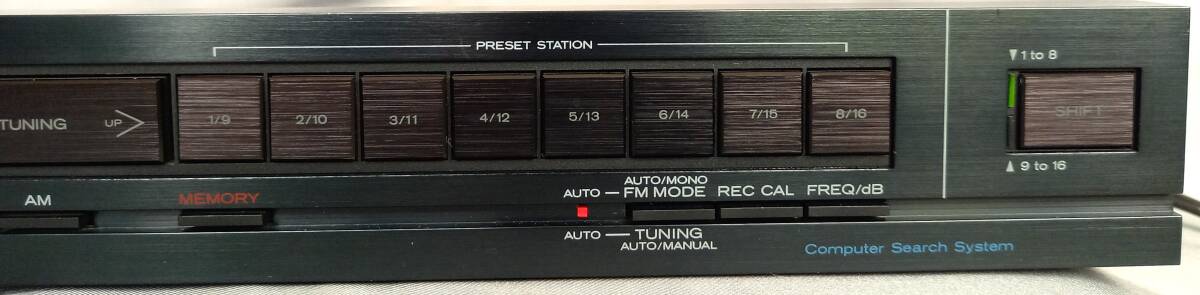 PRESET STATION
1 to 8
TUNING UP 1/9 2/10 3/11 4/12 5/13 6/14 7/15 8/16 SHIFT
9 to 16
AM MEMORY
AUTO/MONO
AUTO — FM MODE REC CAL FREQ/dB
AUTO — TUNING
AUTO/MANUAL
Computer Search System